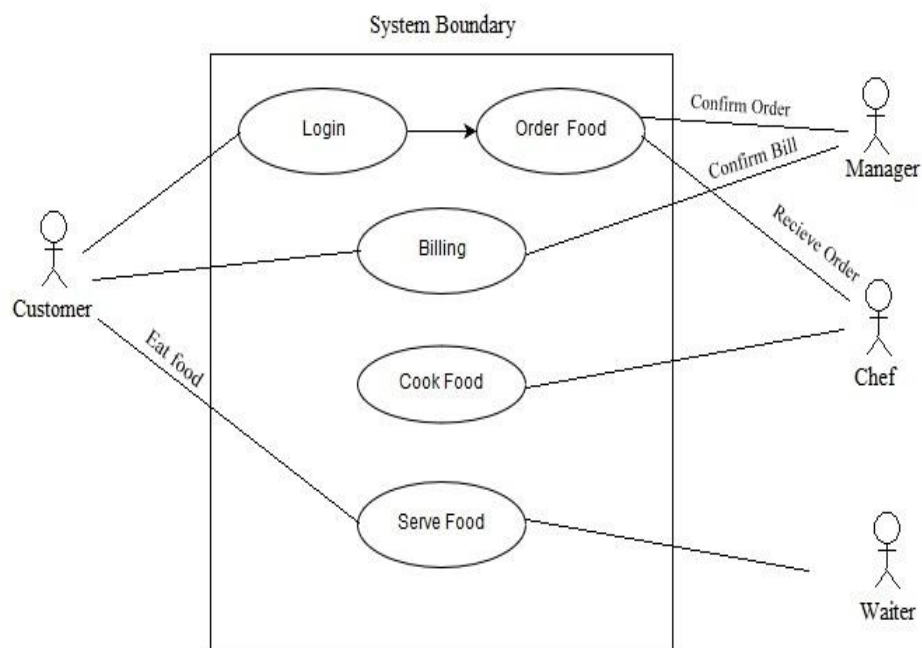 System Boundary
Login
Order Food
Confirm Order
Manager
Confirm Bill
Billing
Recieve Order
Customer
Eat food
Cook Food
Chef
Serve Food
Waiter